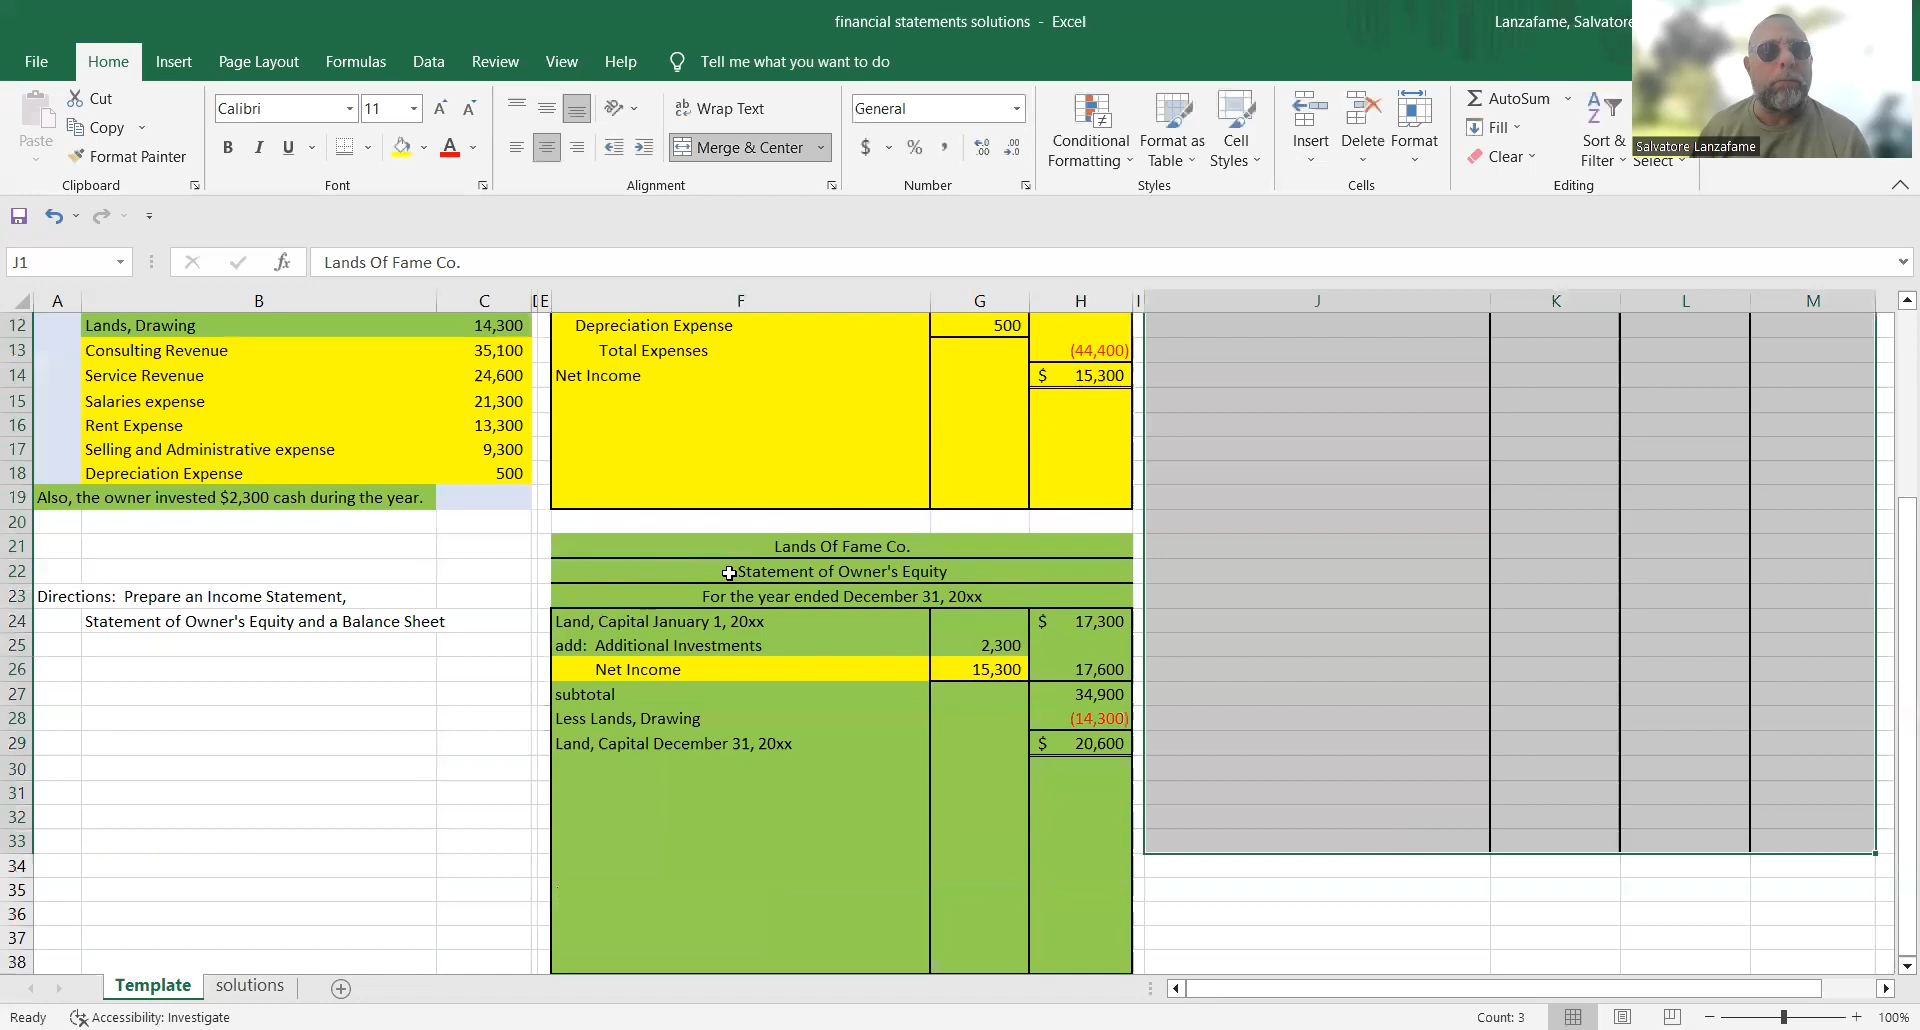 financial statements solutions - Excel
Lanzafame, Salvatore
File Home Insert Page Layout Formulas Data Review View Help Tell me what you want to do
Paste
Cut
Copy
Format Painter
Clipboard
Calibri 11
B I U
Font
Wrap Text
Merge & Center
Alignment
General
$ % ,
Number
Conditional Formatting
Format as Table
Cell Styles
Styles
Insert
Delete
Format
Cells
AutoSum
Fill
Clear
Sort & Filter
Select
Editing
Salvatore Lanzafame
J1 fx Lands Of Fame Co.
A B C D E F G H I J K L M
12 Lands, Drawing 14,300 Depreciation Expense 500
13 Consulting Revenue 35,100 Total Expenses (44,400)
14 Service Revenue 24,600 Net Income $ 15,300
15 Salaries expense 21,300
16 Rent Expense 13,300
17 Selling and Administrative expense 9,300
18 Depreciation Expense 500
19 Also, the owner invested $2,300 cash during the year.
20
21 Lands Of Fame Co.
22 Statement of Owner's Equity
23 Directions: Prepare an Income Statement, For the year ended December 31, 20xx
24 Statement of Owner's Equity and a Balance Sheet Land, Capital January 1, 20xx $ 17,300
25 add: Additional Investments 2,300
26 Net Income 15,300 17,600
27 subtotal 34,900
28 Less Lands, Drawing (14,300)
29 Land, Capital December 31, 20xx $ 20,600
30
31
32
33
34
35
36
37
38
Template solutions
Ready Accessibility: Investigate Count: 3 100%